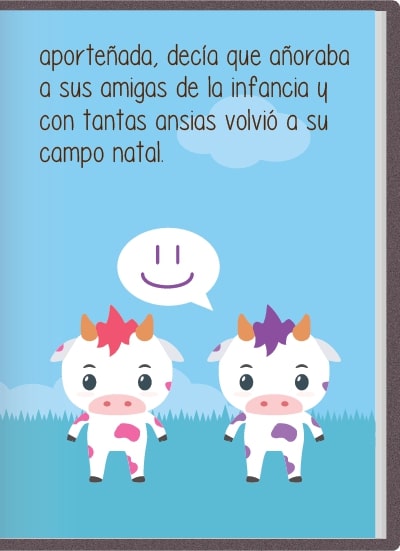 aporteñada, decía que añoraba
a sus amigas de la infancia y
con tantas ansias volvió a su
campo natal.